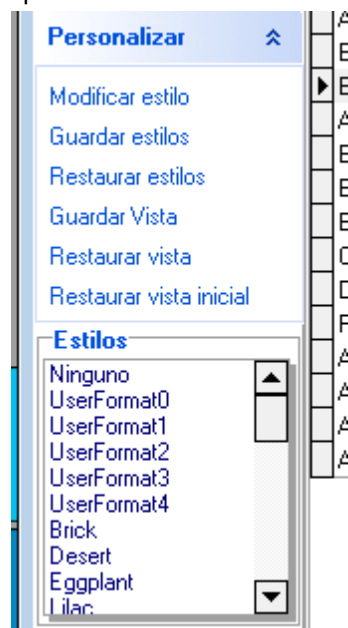 Personalizar
Modificar estilo
Guardar estilos
Restaurar estilos
Guardar Vista
Restaurar vista
Restaurar vista inicial
Estilos
Ninguno
UserFormat0
UserFormat1
UserFormat2
UserFormat3
UserFormat4
Brick
Desert
Eggplant
Lilac